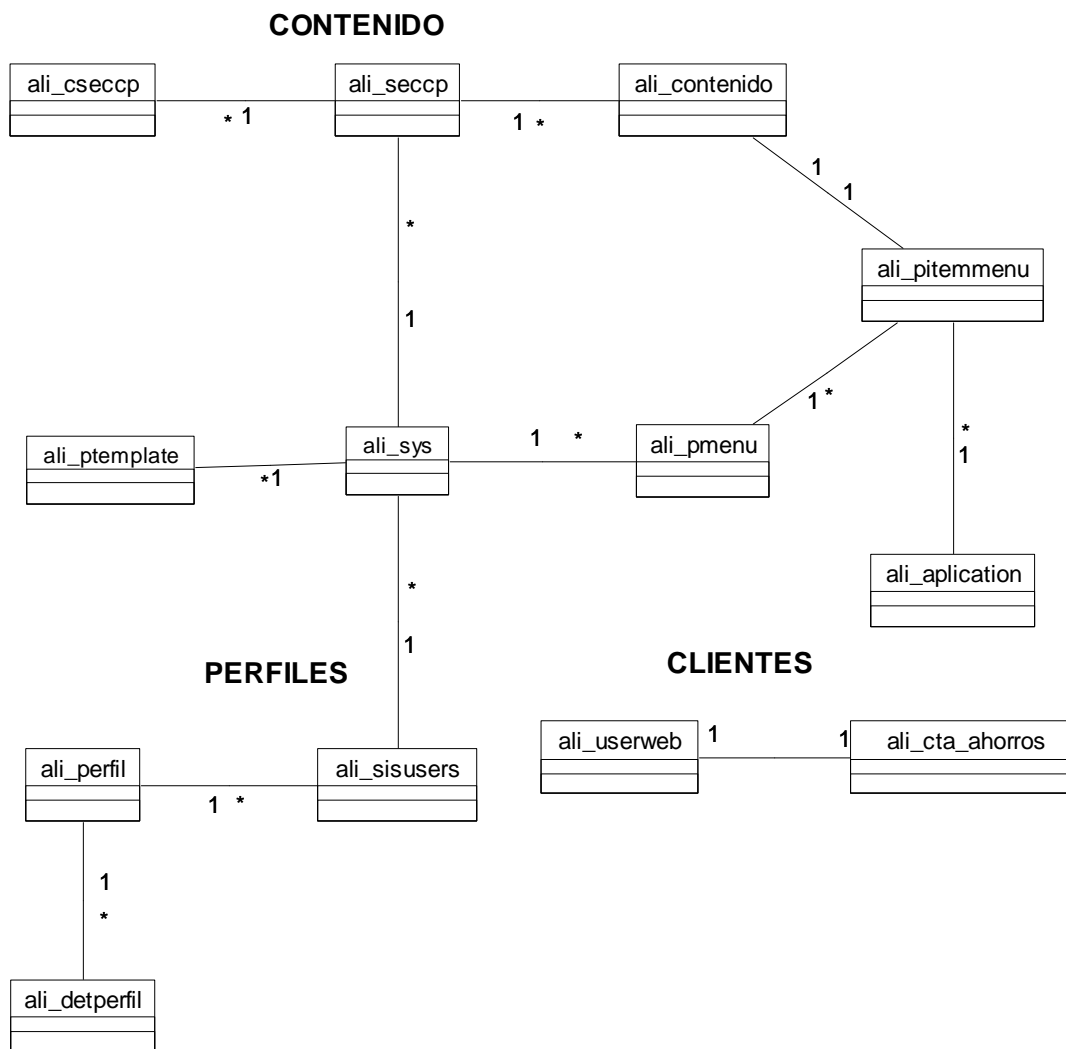 CONTENIDO
ali_cseccp
ali_seccp
ali_contenido
* 1
1 *
1
1
*
1
ali_pitemmenu
1 *
*
1
ali_ptemplate
*1
ali_sys
1 *
ali_pmenu
ali_aplication
*
1
PERFILES
CLIENTES
ali_perfil
1 *
ali_sisusers
ali_userweb
1
1
ali_cta_ahorros
1
*
ali_detperfil